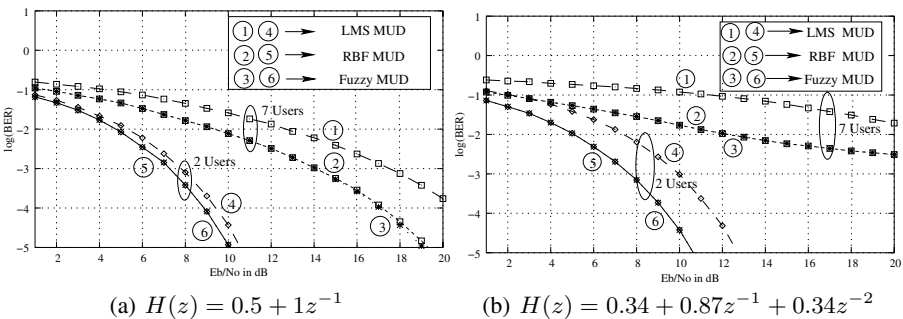 1 4 LMS MUD
2 5 RBF MUD
3 6 Fuzzy MUD
log(BER)
1
0
−1
−2
−3
−4
−5
7 Users
2 Users
1
2
3
4
5
6
2 4 6 8 10 12 14 16 18 20
Eb/No in dB
(a) H(z) = 0.5 + 1z⁻¹
1 4 LMS MUD
2 5 RBF MUD
3 6 Fuzzy MUD
log(BER)
1
0
−1
−2
−3
−4
−5
1
2
3
4
5
6
7 Users
2 Users
2 4 6 8 10 12 14 16 18 20
Eb/No in dB
(b) H(z) = 0.34 + 0.87z⁻¹ + 0.34z⁻²